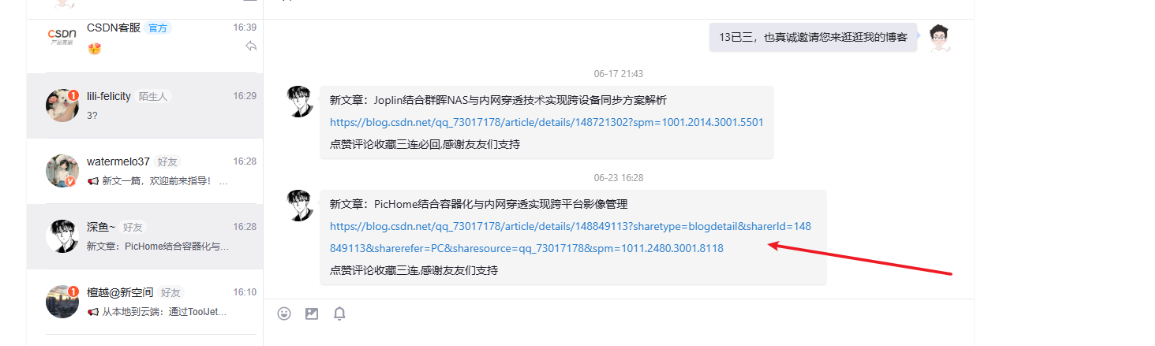 CSDN
产品客服
CSDN客服 官方 16:39
1
lili-felicity 陌生人 16:29
3?
watermelo37 好友 16:28
新文一篇，欢迎前来指导！ ...
深鱼~ 好友 16:28
新文章：PicHome结合容器化与...
1
檀越@新空间 好友 16:10
从本地到云端：通过ToolJet...
13已三，也真诚邀请您来逛逛我的博客
06-17 21:43
新文章：Joplin结合群晖NAS与内网穿透技术实现跨设备同步方案解析
https://blog.csdn.net/qq_73017178/article/details/148721302?spm=1001.2014.3001.5501
点赞评论收藏三连必回,感谢友友们支持
06-23 16:28
新文章：PicHome结合容器化与内网穿透实现跨平台影像管理
https://blog.csdn.net/qq_73017178/article/details/148849113?sharetype=blogdetail&sharerId=148
849113&sharerefer=PC&sharesource=qq_73017178&spm=1011.2480.3001.8118
点赞评论收藏三连,感谢友友们支持